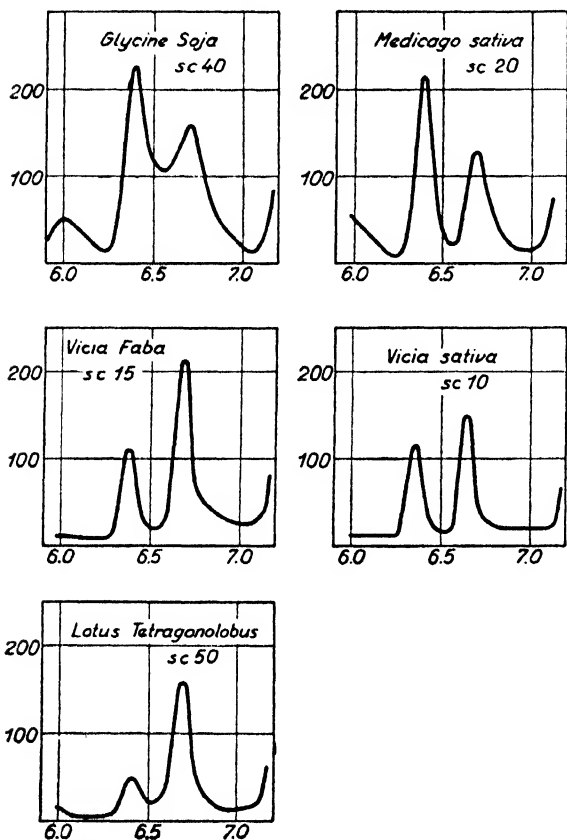 Glycine Soja
sc 40
200
100
6.0 6.5 7.0
Medicago sativa
sc 20
200
100
6.0 6.5 7.0
Vicia Faba
sc 15
200
100
6.0 6.5 7.0
Vicia sativa
sc 10
200
100
6.0 6.5 7.0
Lotus Tetragonolobus
sc 50
200
100
6.0 6.5 7.0